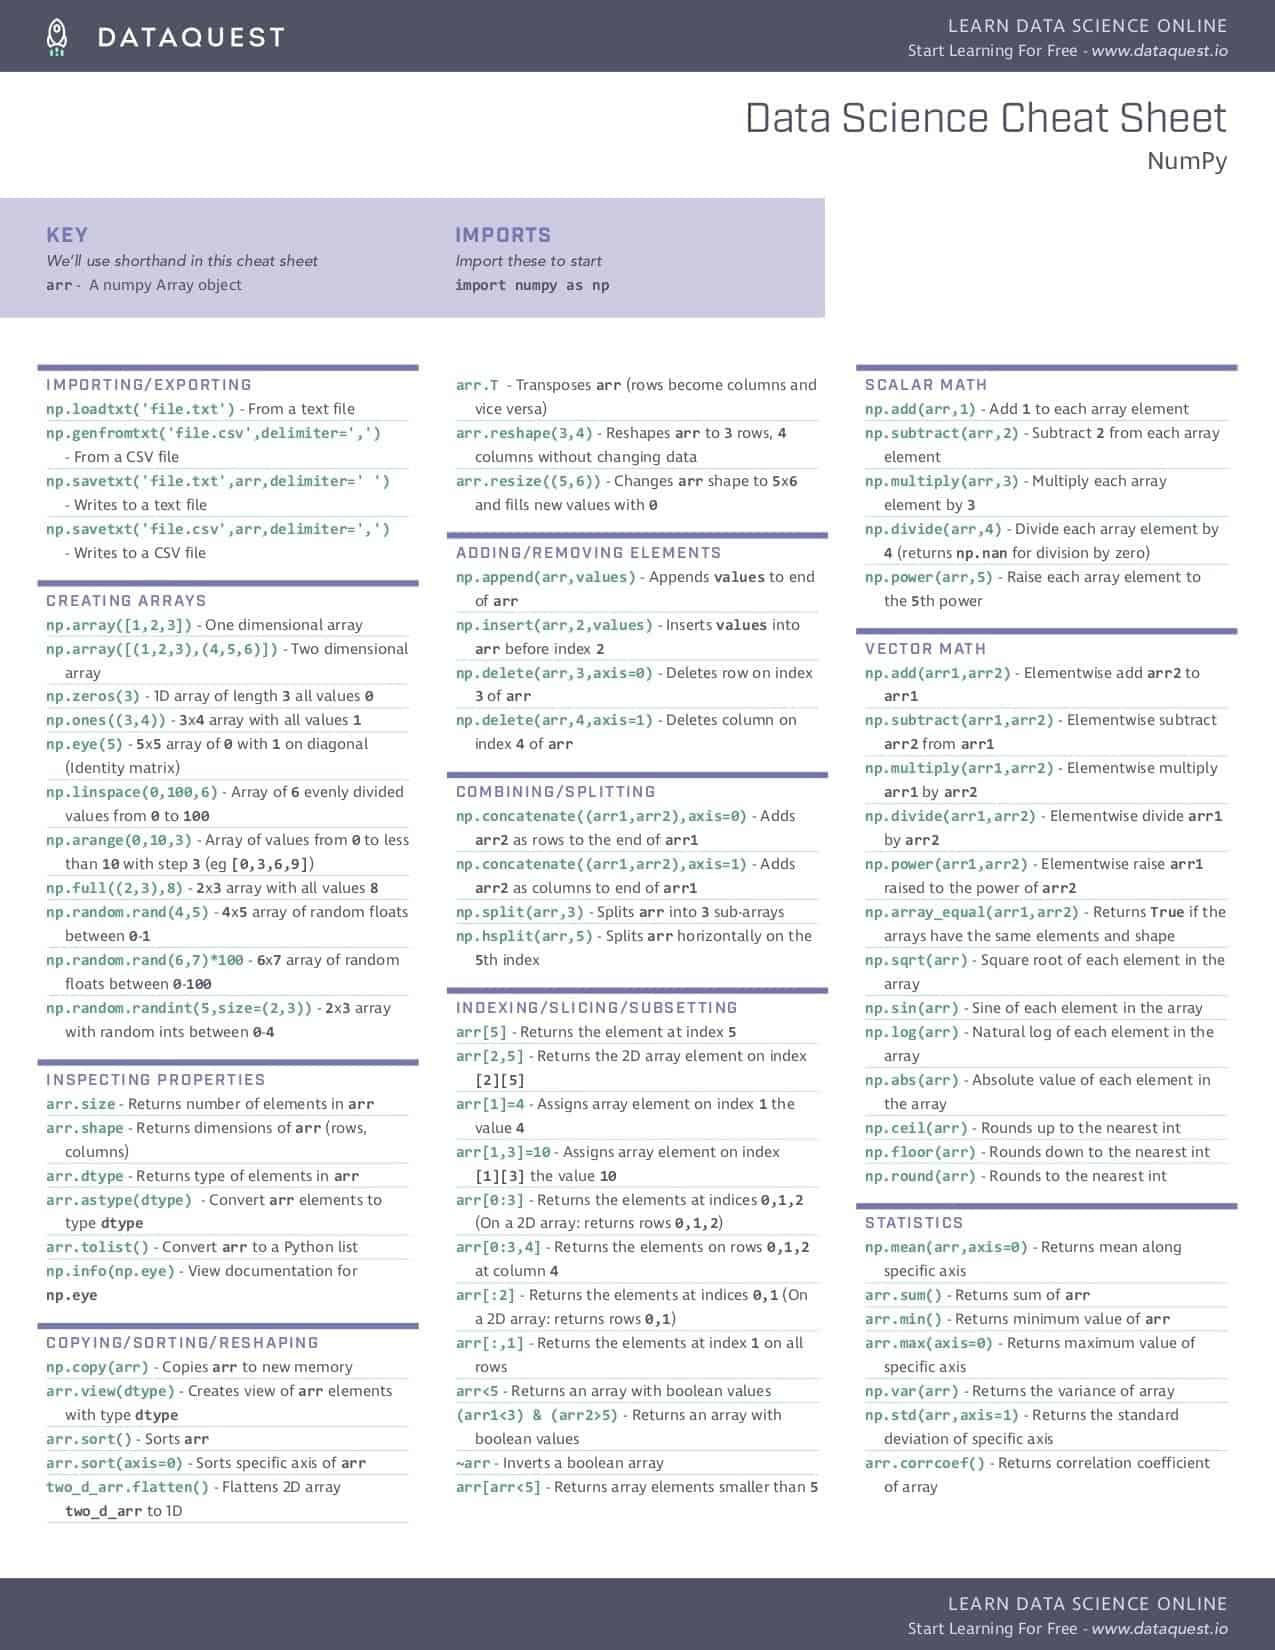 DATAQUEST
LEARN DATA SCIENCE ONLINE
Start Learning For Free - www.dataquest.io
Data Science Cheat Sheet
NumPy
KEY
We'll use shorthand in this cheat sheet
arr - A numpy Array object
IMPORTS
Import these to start
import numpy as np
IMPORTING/EXPORTING
np.loadtxt('file.txt') - From a text file
np.genfromtxt('file.csv',delimiter=',')
- From a CSV file
np.savetxt('file.txt',arr,delimiter=' ')
- Writes to a text file
np.savetxt('file.csv',arr,delimiter=',')
- Writes to a CSV file
CREATING ARRAYS
np.array([1,2,3]) - One dimensional array
np.array([(1,2,3),(4,5,6)]) - Two dimensional
array
np.zeros(3) - 1D array of length 3 all values 0
np.ones((3,4)) - 3x4 array with all values 1
np.eye(5) - 5x5 array of 0 with 1 on diagonal
(Identity matrix)
np.linspace(0,100,6) - Array of 6 evenly divided
values from 0 to 100
np.arange(0,10,3) - Array of values from 0 to less
than 10 with step 3 (eg [0,3,6,9])
np.full((2,3),8) - 2x3 array with all values 8
np.random.rand(4,5) - 4x5 array of random floats
between 0-1
np.random.rand(6,7)*100 - 6x7 array of random
floats between 0-100
np.random.randint(5,size=(2,3)) - 2x3 array
with random ints between 0-4
INSPECTING PROPERTIES
arr.size - Returns number of elements in arr
arr.shape - Returns dimensions of arr (rows,
columns)
arr.dtype - Returns type of elements in arr
arr.astype(dtype) - Convert arr elements to
type dtype
arr.tolist() - Convert arr to a Python list
np.info(np.eye) - View documentation for
np.eye
COPYING/SORTING/RESHAPING
np.copy(arr) - Copies arr to new memory
arr.view(dtype) - Creates view of arr elements
with type dtype
arr.sort() - Sorts arr
arr.sort(axis=0) - Sorts specific axis of arr
two_d_arr.flatten() - Flattens 2D array
two_d_arr to 1D
arr.T - Transposes arr (rows become columns and
vice versa)
arr.reshape(3,4) - Reshapes arr to 3 rows, 4
columns without changing data
arr.resize((5,6)) - Changes arr shape to 5x6
and fills new values with 0
ADDING/REMOVING ELEMENTS
np.append(arr,values) - Appends values to end
of arr
np.insert(arr,2,values) - Inserts values into
arr before index 2
np.delete(arr,3,axis=0) - Deletes row on index
3 of arr
np.delete(arr,4,axis=1) - Deletes column on
index 4 of arr
COMBINING/SPLITTING
np.concatenate((arr1,arr2),axis=0) - Adds
arr2 as rows to the end of arr1
np.concatenate((arr1,arr2),axis=1) - Adds
arr2 as columns to end of arr1
np.split(arr,3) - Splits arr into 3 sub-arrays
np.hsplit(arr,5) - Splits arr horizontally on the
5th index
INDEXING/SLICING/SUBSETTING
arr[5] - Returns the element at index 5
arr[2,5] - Returns the 2D array element on index
[2][5]
arr[1]=4 - Assigns array element on index 1 the
value 4
arr[1,3]=10 - Assigns array element on index
[1][3] the value 10
arr[0:3] - Returns the elements at indices 0,1,2
(On a 2D array: returns rows 0,1,2)
arr[0:3,4] - Returns the elements on rows 0,1,2
at column 4
arr[:2] - Returns the elements at indices 0,1 (On
a 2D array: returns rows 0,1)
arr[:,1] - Returns the elements at index 1 on all
rows
arr<5 - Returns an array with boolean values
(arr1<3) & (arr2>5) - Returns an array with
boolean values
~arr - Inverts a boolean array
arr[arr<5] - Returns array elements smaller than 5
SCALAR MATH
np.add(arr,1) - Add 1 to each array element
np.subtract(arr,2) - Subtract 2 from each array
element
np.multiply(arr,3) - Multiply each array
element by 3
np.divide(arr,4) - Divide each array element by
4 (returns np.nan for division by zero)
np.power(arr,5) - Raise each array element to
the 5th power
VECTOR MATH
np.add(arr1,arr2) - Elementwise add arr2 to
arr1
np.subtract(arr1,arr2) - Elementwise subtract
arr2 from arr1
np.multiply(arr1,arr2) - Elementwise multiply
arr1 by arr2
np.divide(arr1,arr2) - Elementwise divide arr1
by arr2
np.power(arr1,arr2) - Elementwise raise arr1
raised to the power of arr2
np.array_equal(arr1,arr2) - Returns True if the
arrays have the same elements and shape
np.sqrt(arr) - Square root of each element in the
array
np.sin(arr) - Sine of each element in the array
np.log(arr) - Natural log of each element in the
array
np.abs(arr) - Absolute value of each element in
the array
np.ceil(arr) - Rounds up to the nearest int
np.floor(arr) - Rounds down to the nearest int
np.round(arr) - Rounds to the nearest int
STATISTICS
np.mean(arr,axis=0) - Returns mean along
specific axis
arr.sum() - Returns sum of arr
arr.min() - Returns minimum value of arr
arr.max(axis=0) - Returns maximum value of
specific axis
np.var(arr) - Returns the variance of array
np.std(arr,axis=1) - Returns the standard
deviation of specific axis
arr.corrcoef() - Returns correlation coefficient
of array
LEARN DATA SCIENCE ONLINE
Start Learning For Free - www.dataquest.io